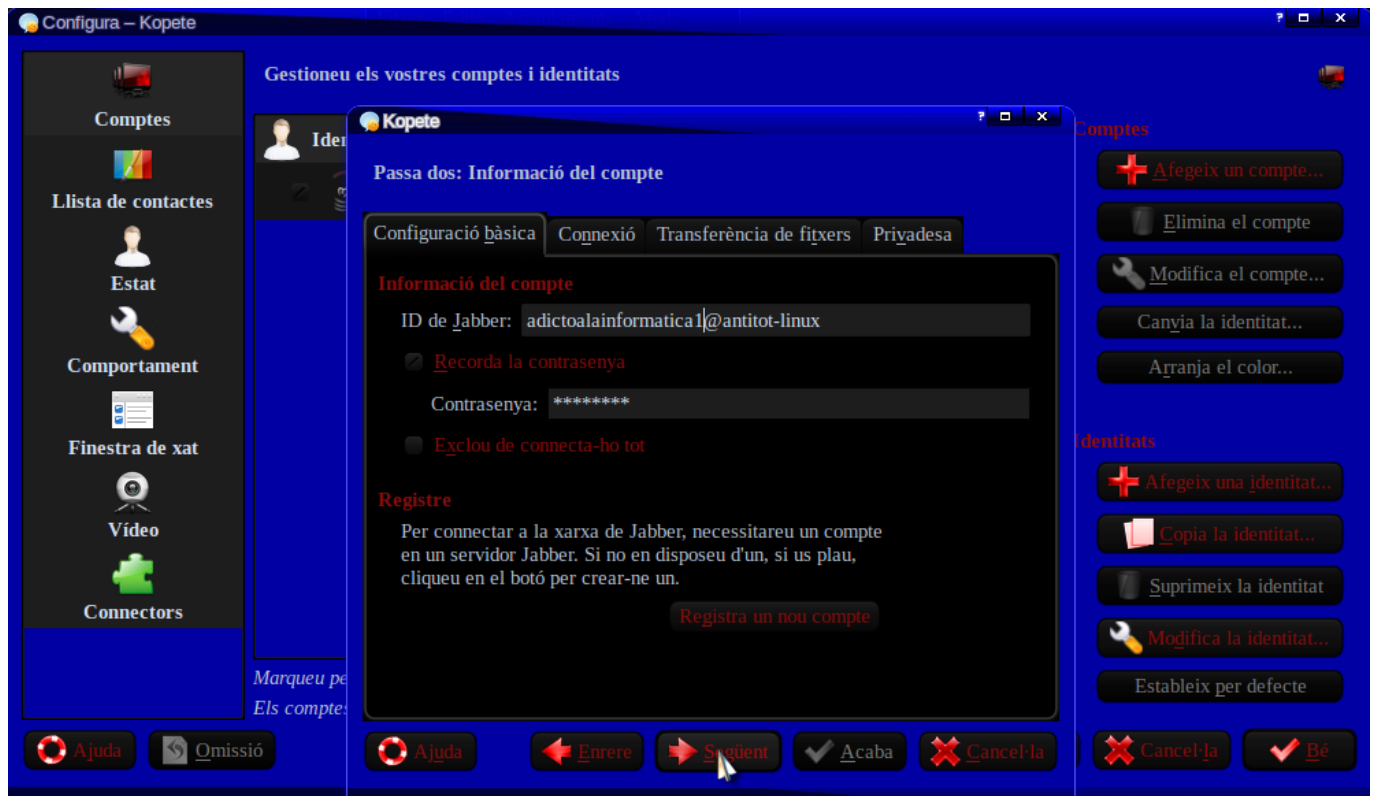 Configura – Kopete
Gestioneu els vostres comptes i identitats
Comptes
Llista de contactes
Estat
Comportament
Finestra de xat
Vídeo
Connectors
Marqueu
Els
Ajuda
Omissió
Kopete
Passa dos: Informació del compte
Configuració bàsica Connexió Transferència de fitxers Privadesa
Informació del compte
ID de Jabber: adictoalainformatica1@antitot-linux
Recorda la contrasenya
Contrasenya: ********
Exclou de connecta-ho tot
Registre
Per connectar a la xarxa de Jabber, necessitareu un compte
en un servidor Jabber. Si no en disposeu d'un, si us plau,
cliqueu en el botó per crear-ne un.
Registra un nou compte
Ajuda Enrere Següent Acaba Cancel·la
Comptes
Afegeix un compte...
Elimina el compte
Modifica el compte...
Canvia la identitat...
Arranja el color...
Identitats
Afegeix una identitat...
Copia la identitat...
Suprimeix la identitat
Modifica la identitat...
Estableix per defecte
Cancel·la Bé